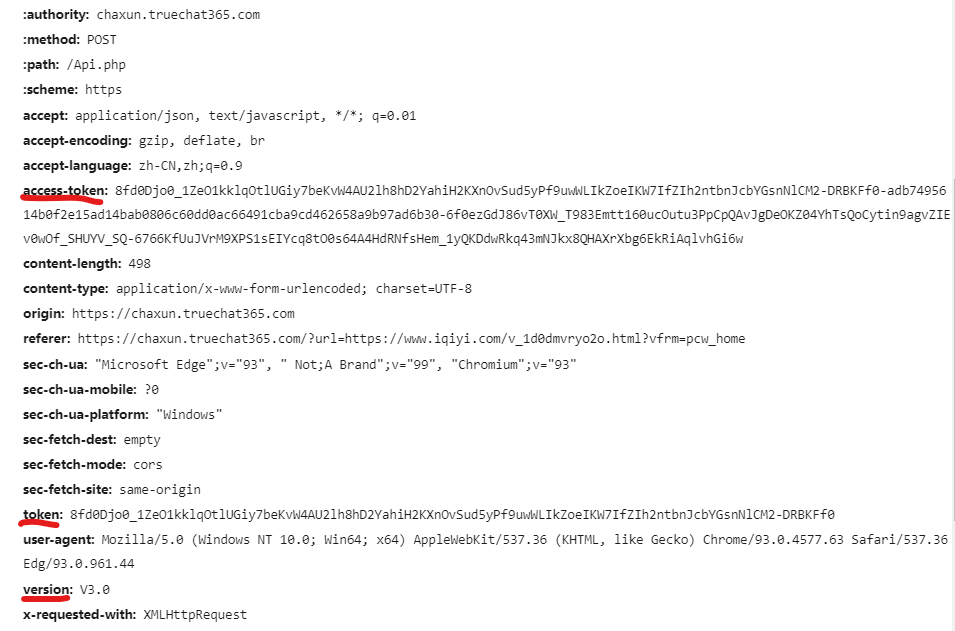 :authority: chaxun.truechat365.com
:method: POST
:path: /Api.php
:scheme: https
accept: application/json, text/javascript, */*; q=0.01
accept-encoding: gzip, deflate, br
accept-language: zh-CN,zh;q=0.9
access-token: 8fd0Djo0_1ZeO1kklqOtlUGiy7beKvW4AU2lh8hD2YahiH2KXnOvSud5yPf9uwWLIkZoeIKW7IfZIh2ntbnJcbYGsnNlCM2-DRBKFf0-adb74956
14b0f2e15ad14bab0806c60dd0ac66491cba9cd462658a9b97ad6b30-6f0ezGdJ86vT0XW_T983Emtt160ucOutu3PpCpQAvJgDeOKZ04YhTsQoCytin9agvZIE
v0wOf_SHUYV_SQ-6766KfUuJVrM9XPS1sEIYcq8tO0s64A4HdRNfsHem_1yQKDdwRkq43mNJkx8QHAXrXbg6EkRiAqlvhGi6w
content-length: 498
content-type: application/x-www-form-urlencoded; charset=UTF-8
origin: https://chaxun.truechat365.com
referer: https://chaxun.truechat365.com/?url=https://www.iqiyi.com/v_1d0dmvryo2o.html?vfrm=pcw_home
sec-ch-ua: "Microsoft Edge";v="93", " Not;A Brand";v="99", "Chromium";v="93"
sec-ch-ua-mobile: ?0
sec-ch-ua-platform: "Windows"
sec-fetch-dest: empty
sec-fetch-mode: cors
sec-fetch-site: same-origin
token: 8fd0Djo0_1ZeO1kklqOtlUGiy7beKvW4AU2lh8hD2YahiH2KXnOvSud5yPf9uwWLIkZoeIKW7IfZIh2ntbnJcbYGsnNlCM2-DRBKFf0
user-agent: Mozilla/5.0 (Windows NT 10.0; Win64; x64) AppleWebKit/537.36 (KHTML, like Gecko) Chrome/93.0.4577.63 Safari/537.36
Edg/93.0.961.44
version: V3.0
x-requested-with: XMLHttpRequest